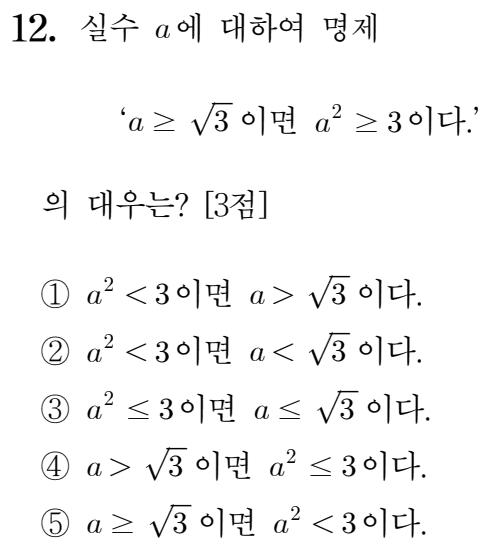 12. 실수 a에 대하여 명제
‘a ≥ √3 이면 a² ≥ 3이다.’
의 대우는? [3점]
① a² < 3이면 a > √3 이다.
② a² < 3이면 a < √3 이다.
③ a² ≤ 3이면 a ≤ √3 이다.
④ a > √3 이면 a² ≤ 3이다.
⑤ a ≥ √3 이면 a² < 3이다.